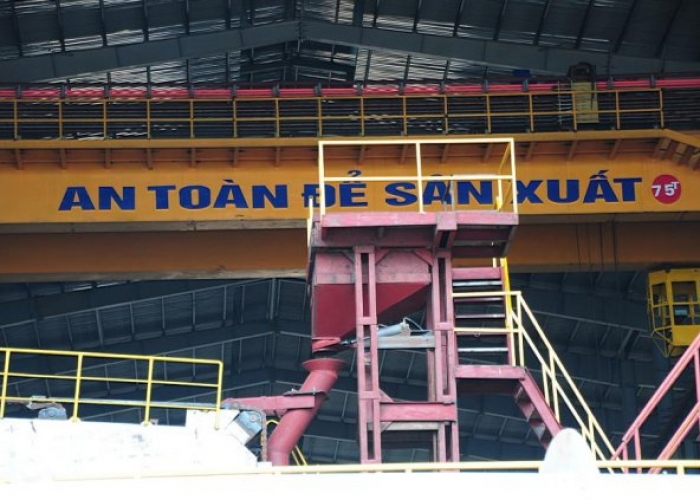 AN TOÀN ĐỂ SẢN XUẤT 75T